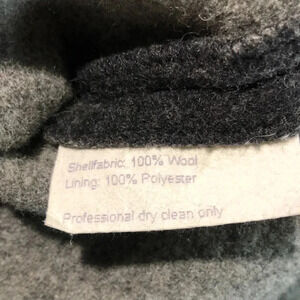 Shellfabric: 100% Wool
Lining: 100% Polyester
Professional dry clean only